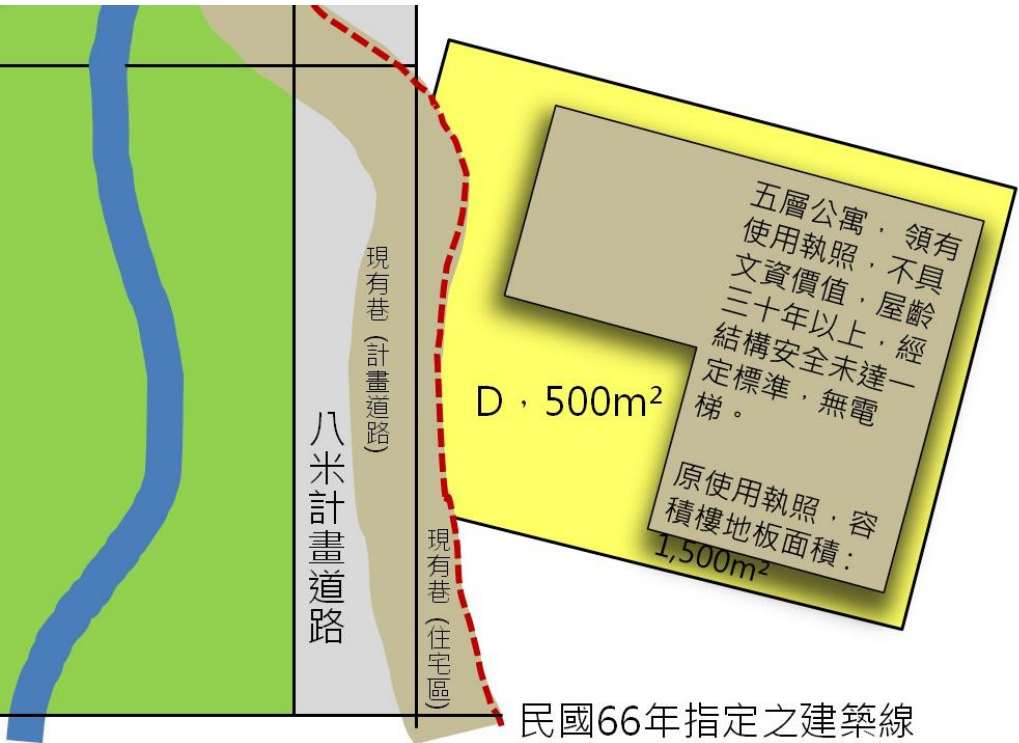 五層公寓，領有
使用執照，不具
文資價值，屋齡
三十年以上，經
結構安全未達一
定標準，無電
梯。
原使用執照，容
積樓地板面積：
1,500m²
D，500m²
現有巷(計畫道路)
八米計畫道路
現有巷(住宅區)
民國66年指定之建築線